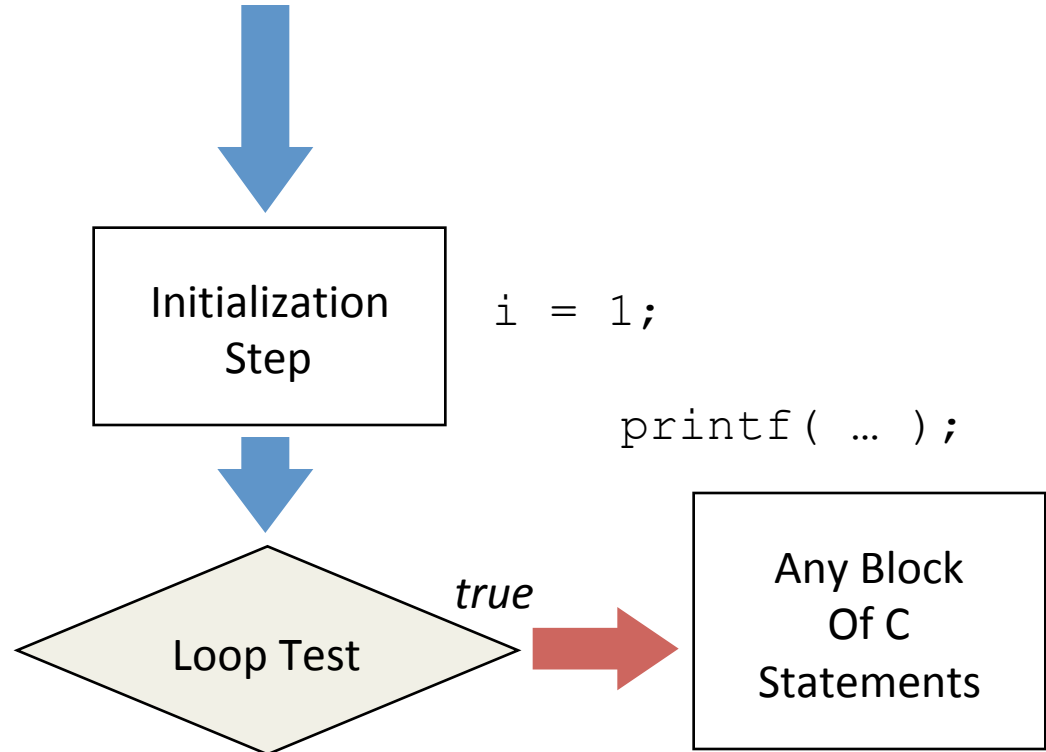 Initialization
Step
i = 1;
printf( … );
true
Loop Test
Any Block
Of C
Statements